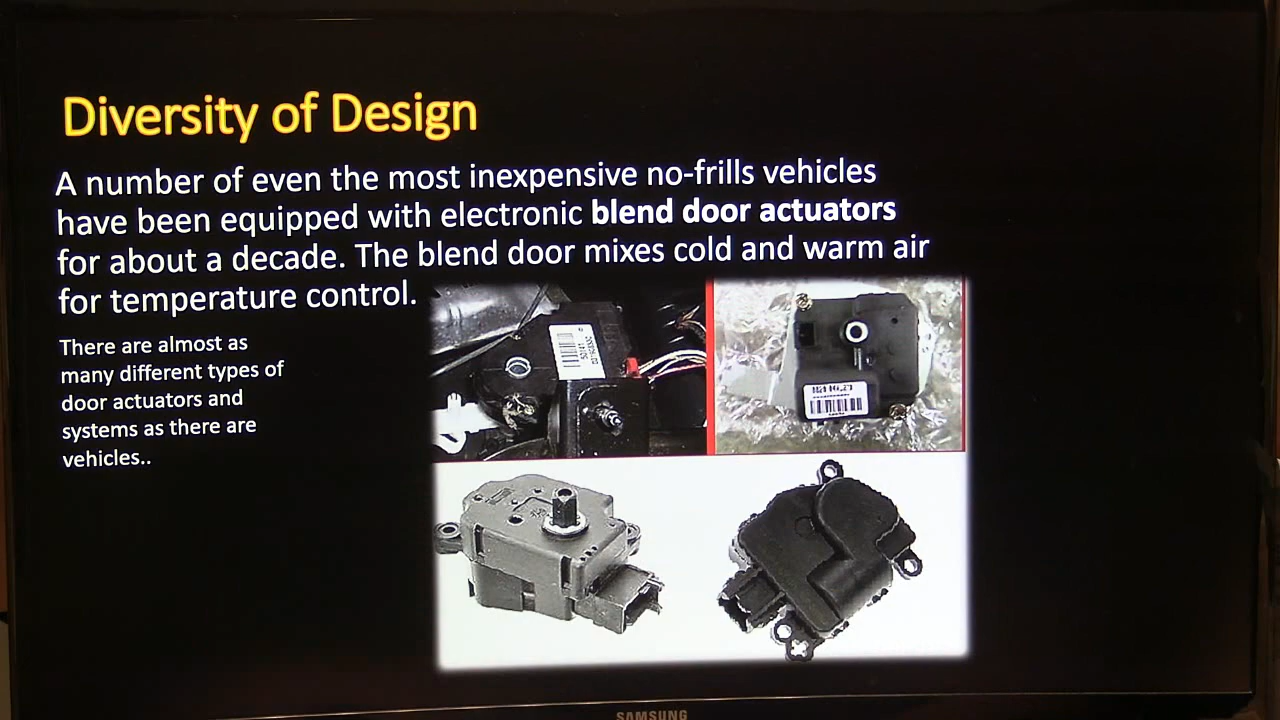 Diversity of Design
A number of even the most inexpensive no-frills vehicles
have been equipped with electronic blend door actuators
for about a decade. The blend door mixes cold and warm air
for temperature control.
There are almost as
many different types of
door actuators and
systems as there are
vehicles..
SAMSUNG